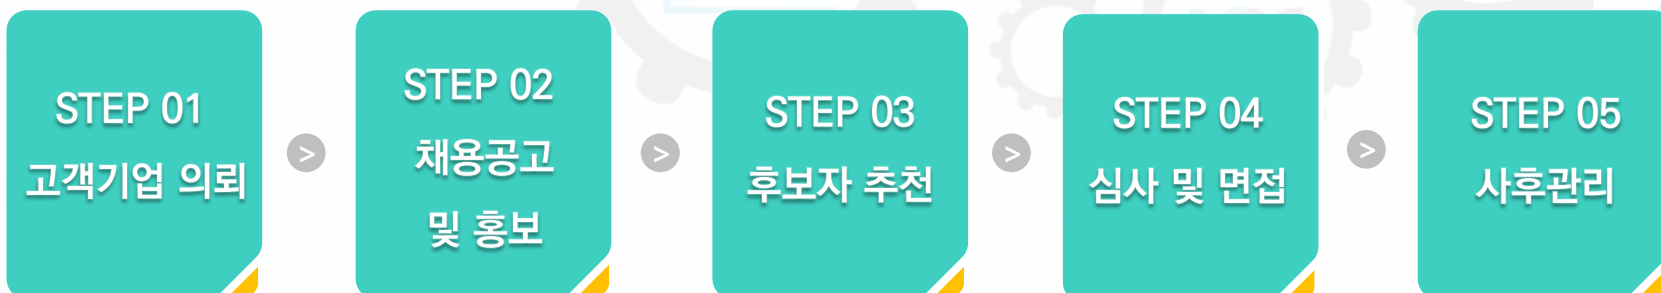 STEP 01
고객기업 의뢰
>
STEP 02
채용공고
및 홍보
>
STEP 03
후보자 추천
>
STEP 04
심사 및 면접
>
STEP 05
사후관리